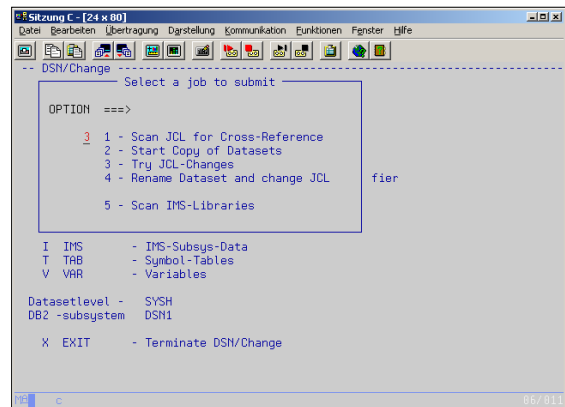 Sitzung C - [24 x 80]
Datei Bearbeiten Übertragung Darstellung Kommunikation Funktionen Fenster Hilfe
-- DSN/Change
Select a job to submit
OPTION ===>
3 1 - Scan JCL for Cross-Reference
2 - Start Copy of Datasets
3 - Try JCL-Changes
4 - Rename Dataset and change JCL fier
5 - Scan IMS-Libraries
I IMS - IMS-Subsys-Data
T TAB - Symbol-Tables
V VAR - Variables
Datasetlevel - SYSH
DB2 -subsystem DSN1
X EXIT - Terminate DSN/Change
MA c 06/011